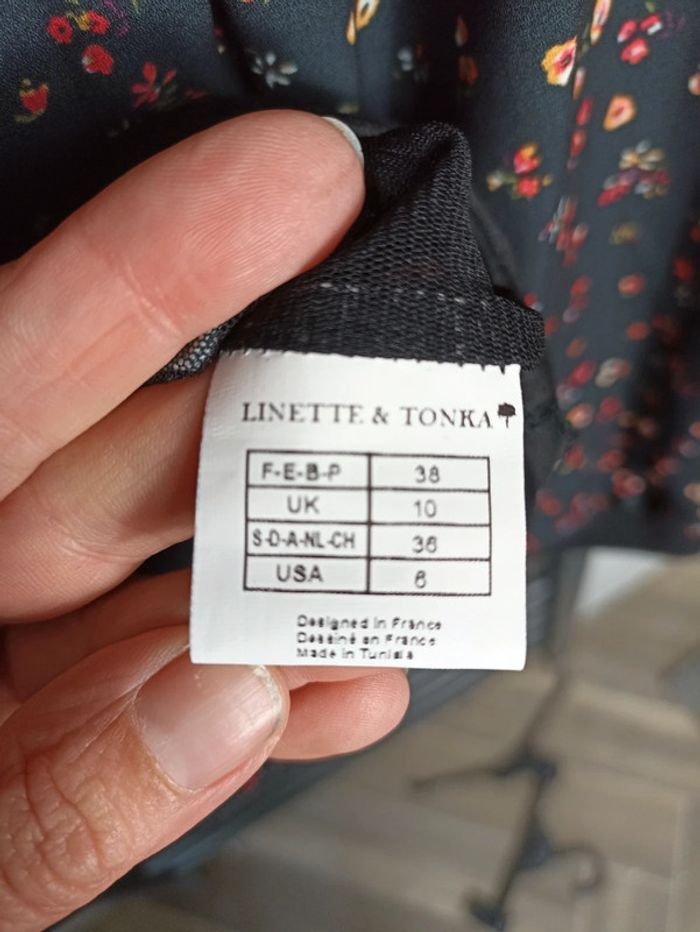 LINETTE & TONKA
F-E-B-P 38
UK 10
S-D-A-NL-CH 36
USA 6
Designed in France
Dessiné en France
Made in Tunisia